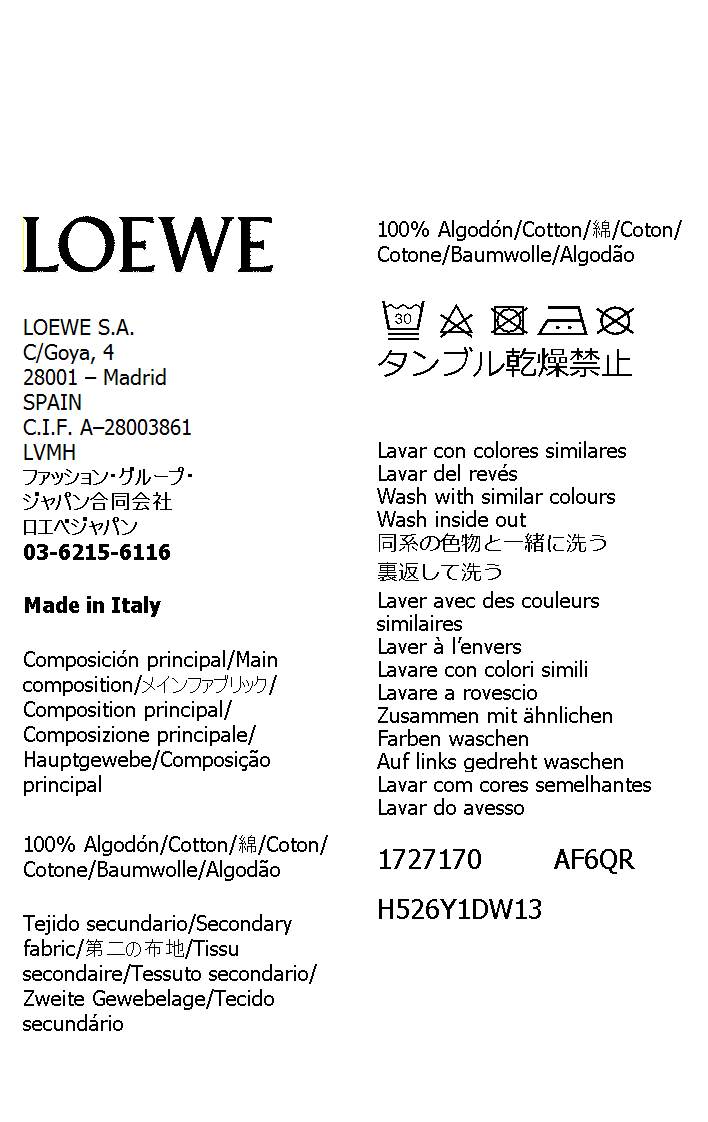 LOEWE
LOEWE S.A.
C/Goya, 4
28001 – Madrid
SPAIN
C.I.F. A–28003861
LVMH
ファッション・グループ・
ジャパン合同会社
ロエベジャパン
03-6215-6116
Made in Italy
Composición principal/Main
composition/メインファブリック/
Composition principal/
Composizione principale/
Hauptgewebe/Composição
principal
100% Algodón/Cotton/綿/Coton/
Cotone/Baumwolle/Algodão
Tejido secundario/Secondary
fabric/第二の布地/Tissu
secondaire/Tessuto secondario/
Zweite Gewebelage/Tecido
secundário
100% Algodón/Cotton/綿/Coton/
Cotone/Baumwolle/Algodão
30
タンブル乾燥禁止
Lavar con colores similares
Lavar del revés
Wash with similar colours
Wash inside out
同系の色物と一緒に洗う
裏返して洗う
Laver avec des couleurs
similaires
Laver à l’envers
Lavare con colori simili
Lavare a rovescio
Zusammen mit ähnlichen
Farben waschen
Auf links gedreht waschen
Lavar com cores semelhantes
Lavar do avesso
1727170 AF6QR
H526Y1DW13